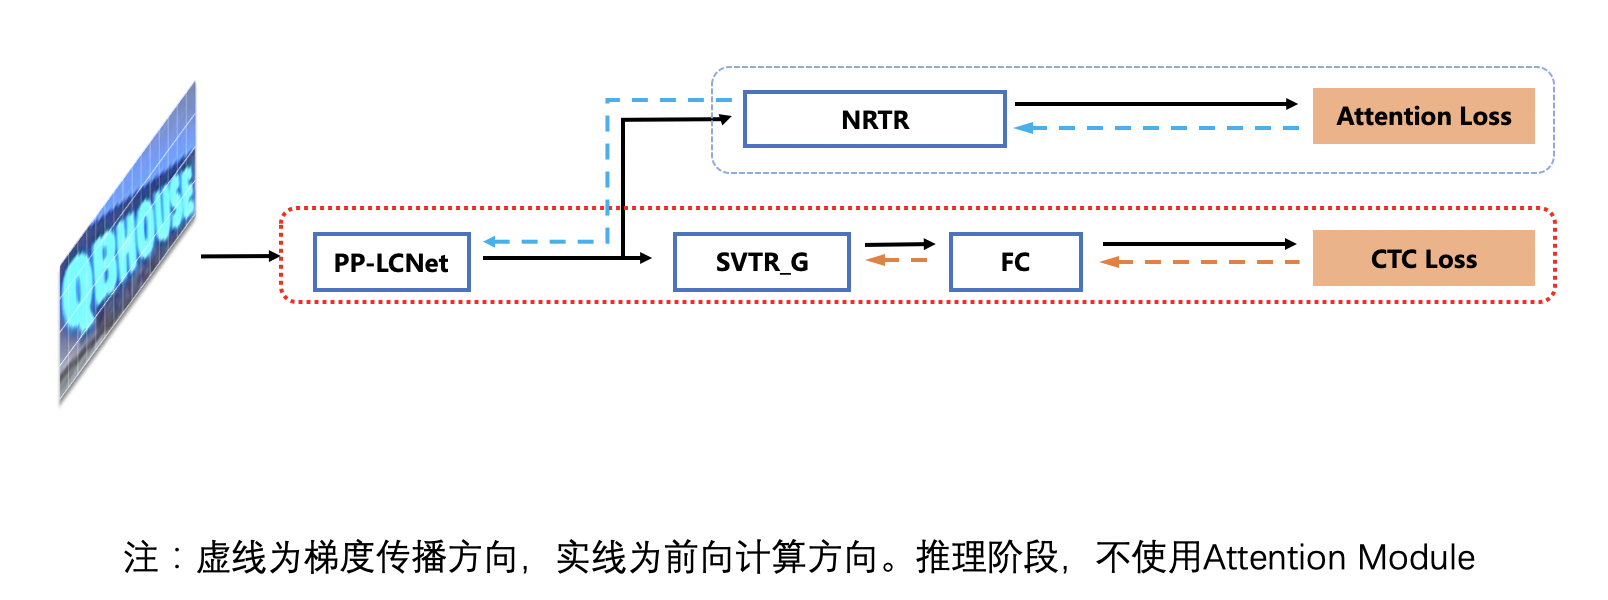 QBHOUSE
NRTR
Attention Loss
PP-LCNet
SVTR_G
FC
CTC Loss
注：虚线为梯度传播方向，实线为前向计算方向。推理阶段，不使用Attention Module